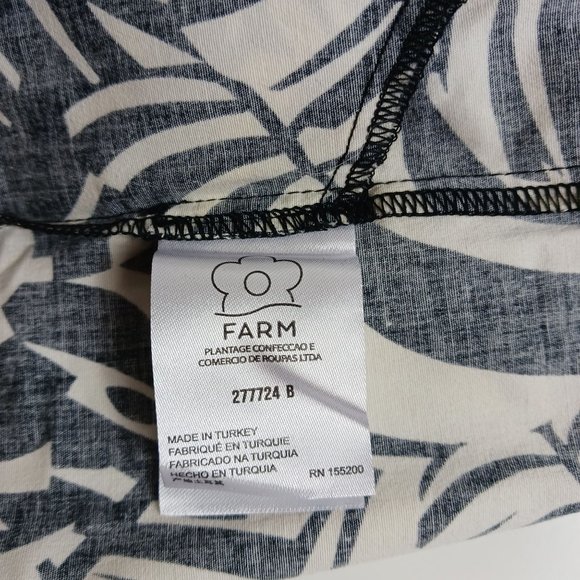 FARM
PLANTAGE CONFECCAO E
COMERCIO DE ROUPAS LTDA
277724 B
MADE IN TURKEY
FABRIQUÉ EN TURQUIE
FABRICADO NA TURQUIA
HECHO EN TURQUIA
RN 155200